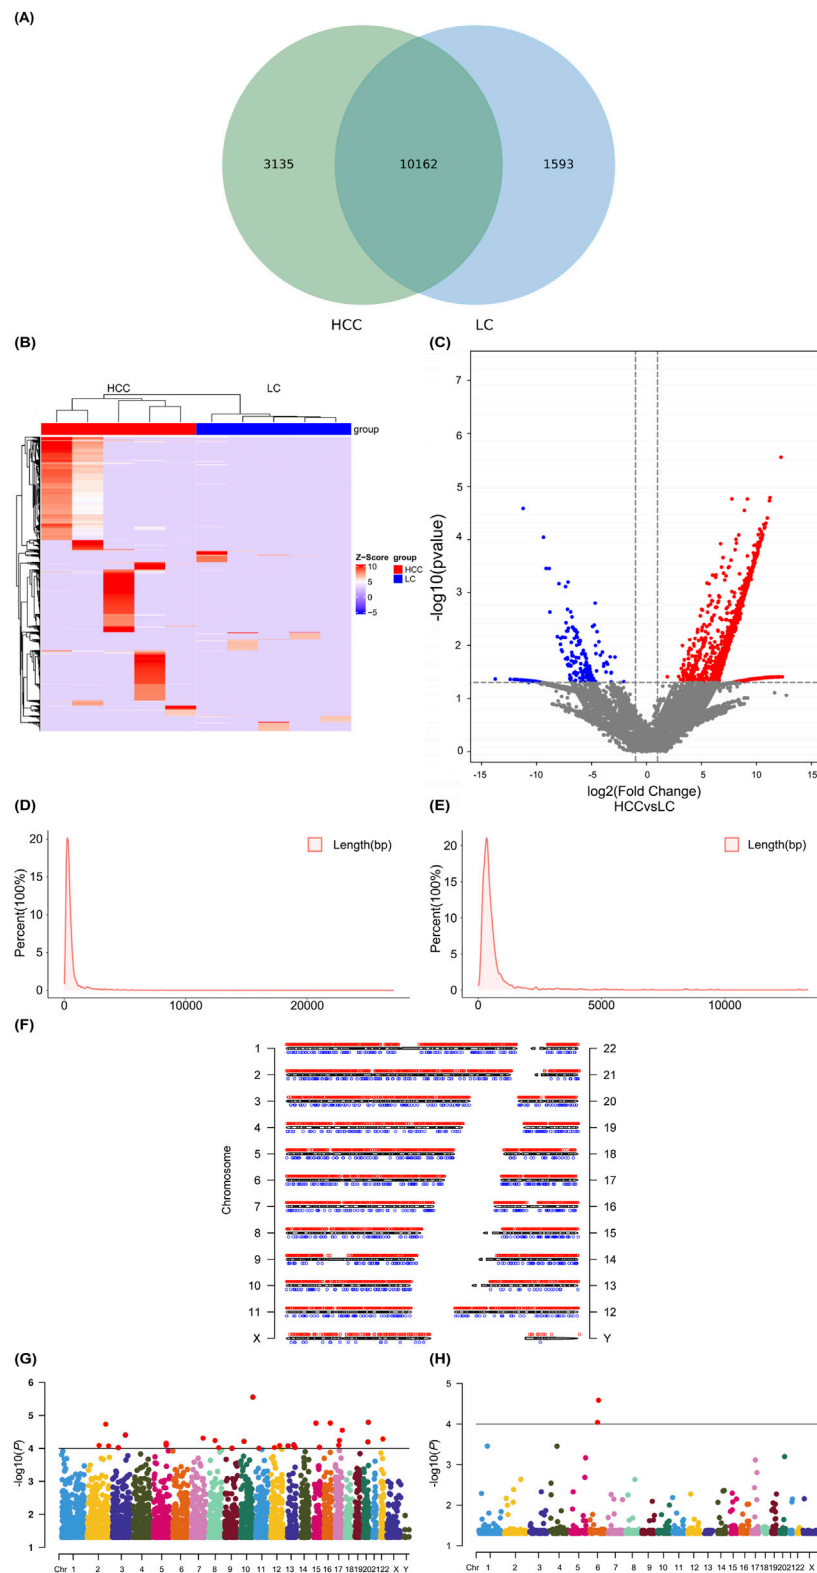 (A)
3135 10162 1593
HCC LC
(B)
HCC LC
group
Z-Score group
10 HCC
5 LC
0
−5
(C)
7
6
5
4
3
2
1
0
-log10(pvalue)
-15 -10 -5 0 5 10 15
log2(Fold Change)
HCCvsLC
(D)
20
15
10
5
0
Percent(100%)
Length(bp)
0 10000 20000
(E)
20
15
10
5
0
Percent(100%)
Length(bp)
0 5000 10000
(F)
Chromosome
1 22
2 21
3 20
4 19
5 18
6 17
7 16
8 15
9 14
10 13
11 12
X Y
(G)
6
5
4
3
2
1
-log10(P)
Chr 1 2 3 4 5 6 7 8 9 10 11 12 13 14 15 16 17 18 19 20 21 22 X Y
(H)
5
4
3
2
1
-log10(P)
Chr 1 2 3 4 5 6 7 8 9 10 11 12 13 14 15 16 17 18 19 20 21 22 X